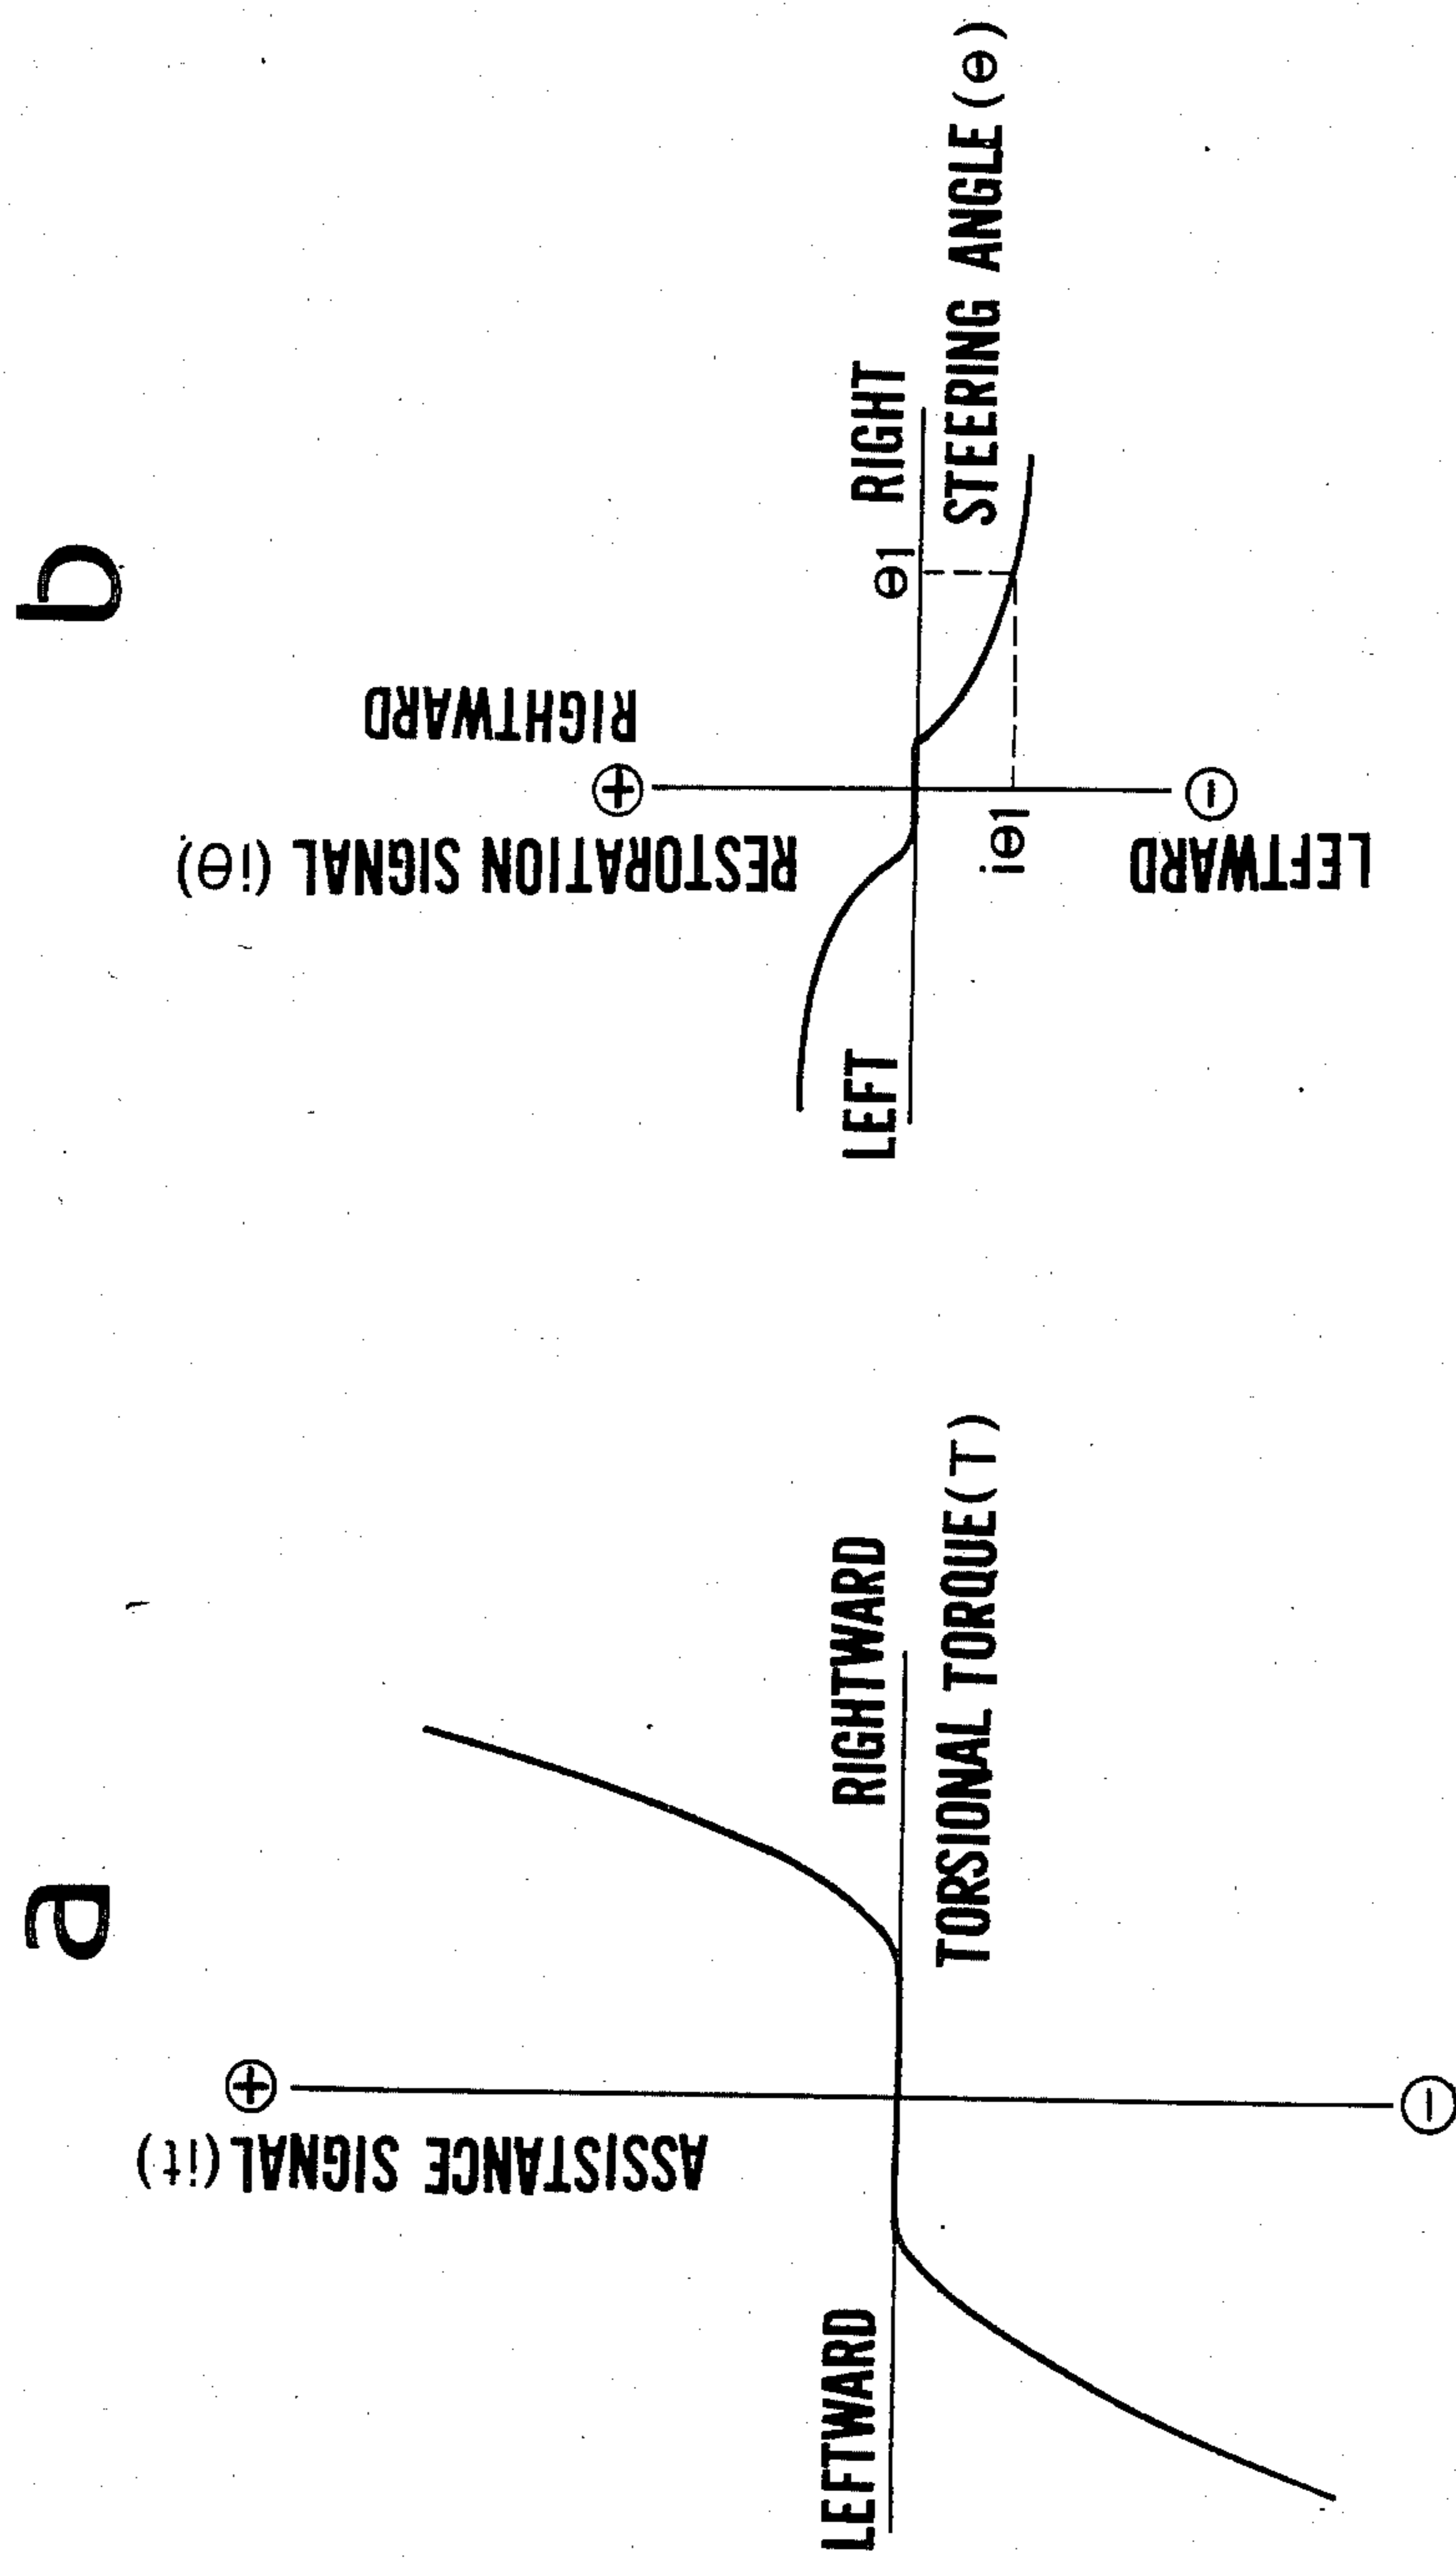 a
ASSISTANCE SIGNAL (it)
+
LEFTWARD
RIGHTWARD
TORSIONAL TORQUE (T)
−
b
RESTORATION SIGNAL (iθ)
+
RIGHTWARD
LEFT
θ1
RIGHT
STEERING ANGLE (θ)
iθ1
−
LEFTWARD